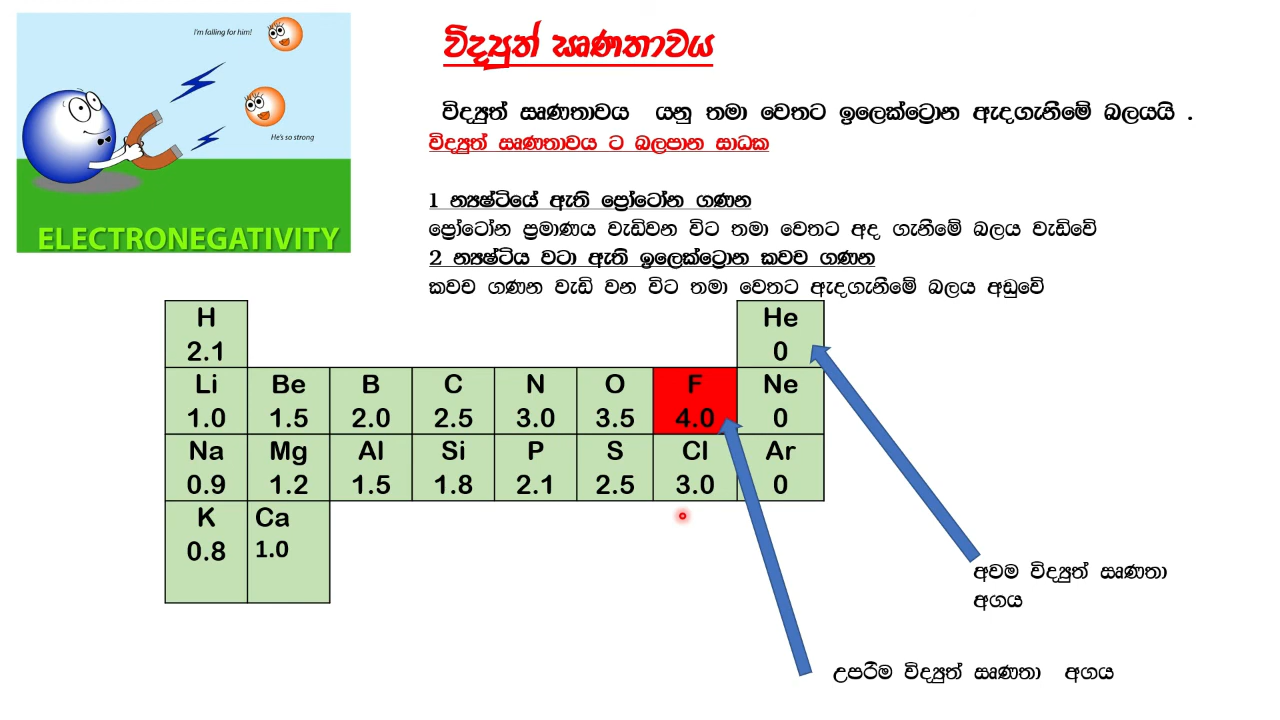 I'm falling for him!
He's so strong
ELECTRONEGATIVITY
විද්‍යුත් ඍණතාවය
විද්‍යුත් ඍණතාවය යනු තමා වෙතට ඉලෙක්ට්‍රොන ඇදගැනීමේ බලයයි .
විද්‍යුත් ඍණතාවය ට බලපාන සාධක
1 න්‍යෂ්ටියේ ඇති ප්‍රෝටෝන ගණන
ප්‍රෝටෝන ප්‍රමාණය වැඩිවන විට තමා වෙතට අද ගැනීමේ බලය වැඩිවේ
2 න්‍යෂ්ටිය වටා ඇති ඉලෙක්ට්‍රොන කවච ගණන
කවච ගණන වැඩි වන විට තමා වෙතට ඇදගැනීමේ බලය අඩුවේ
H He
2.1 0
Li Be B C N O F Ne
1.0 1.5 2.0 2.5 3.0 3.5 4.0 0
Na Mg Al Si P S Cl Ar
0.9 1.2 1.5 1.8 2.1 2.5 3.0 0
K Ca
0.8 1.0
අවම විද්‍යුත් ඍණතා
අගය
උපරීම විද්‍යුත් ඍණතා අගය